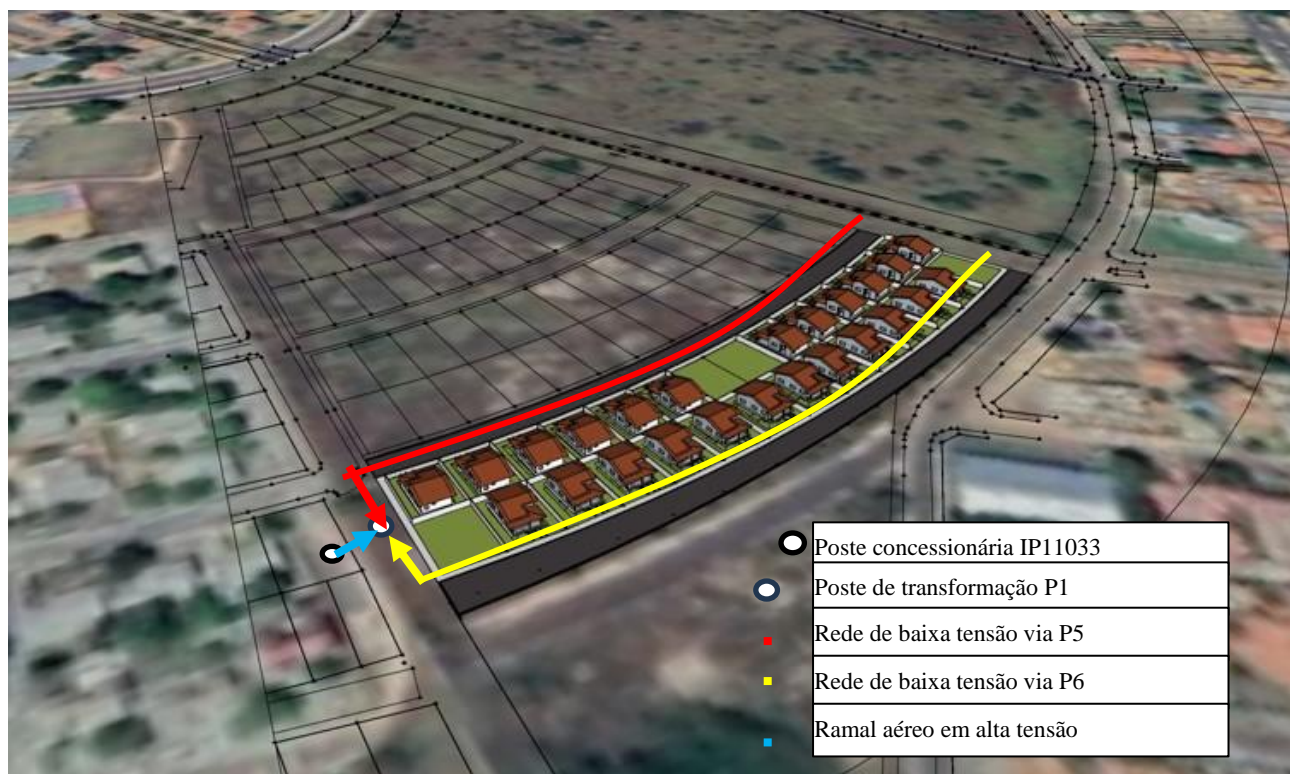 Poste concessionária IP11033
Poste de transformação P1
Rede de baixa tensão via P5
Rede de baixa tensão via P6
Ramal aéreo em alta tensão